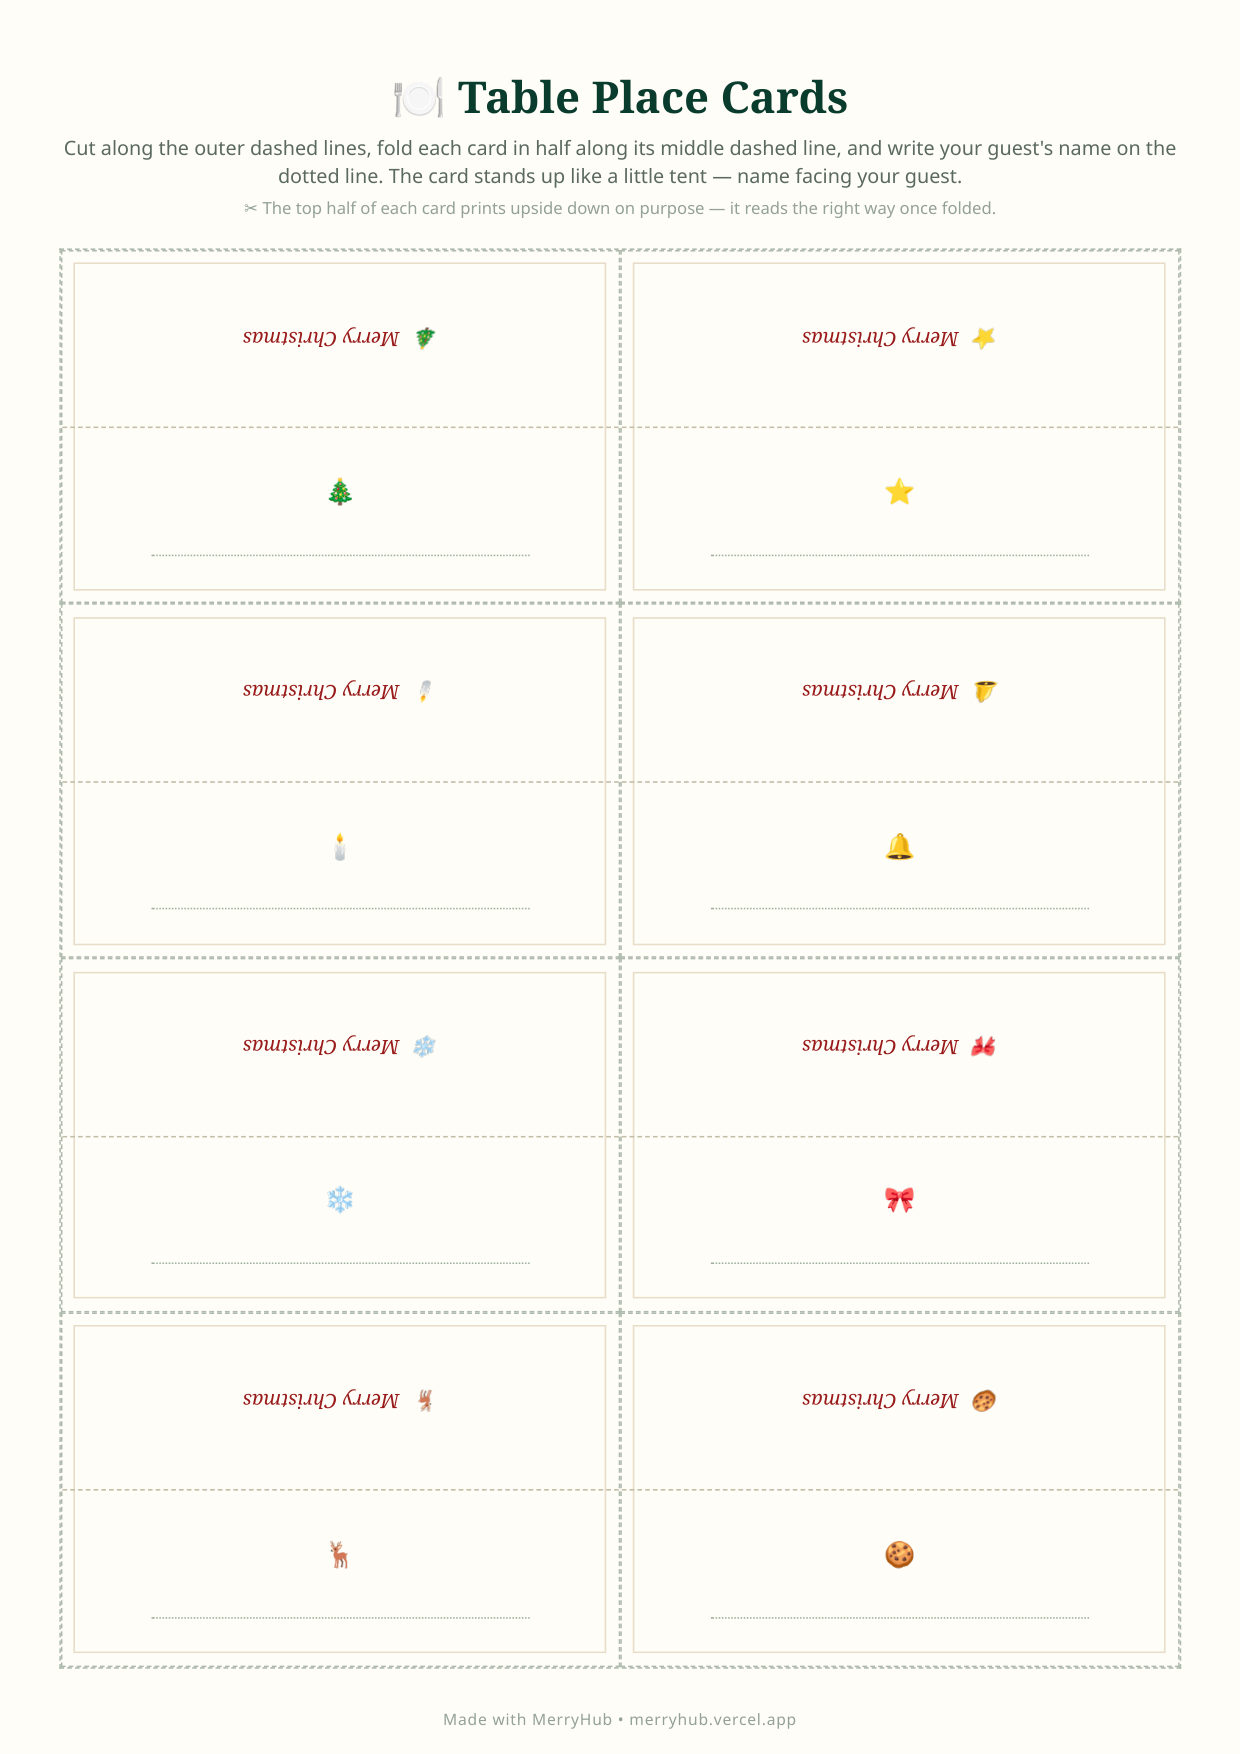 🍽️ Table Place Cards
Cut along the outer dashed lines, fold each card in half along its middle dashed line, and write your guest's name on the
dotted line. The card stands up like a little tent — name facing your guest.
✂ The top half of each card prints upside down on purpose — it reads the right way once folded.
Merry Christmas
Merry Christmas
Merry Christmas
Merry Christmas
Merry Christmas
Merry Christmas
Merry Christmas
Merry Christmas
Made with MerryHub • merryhub.vercel.app